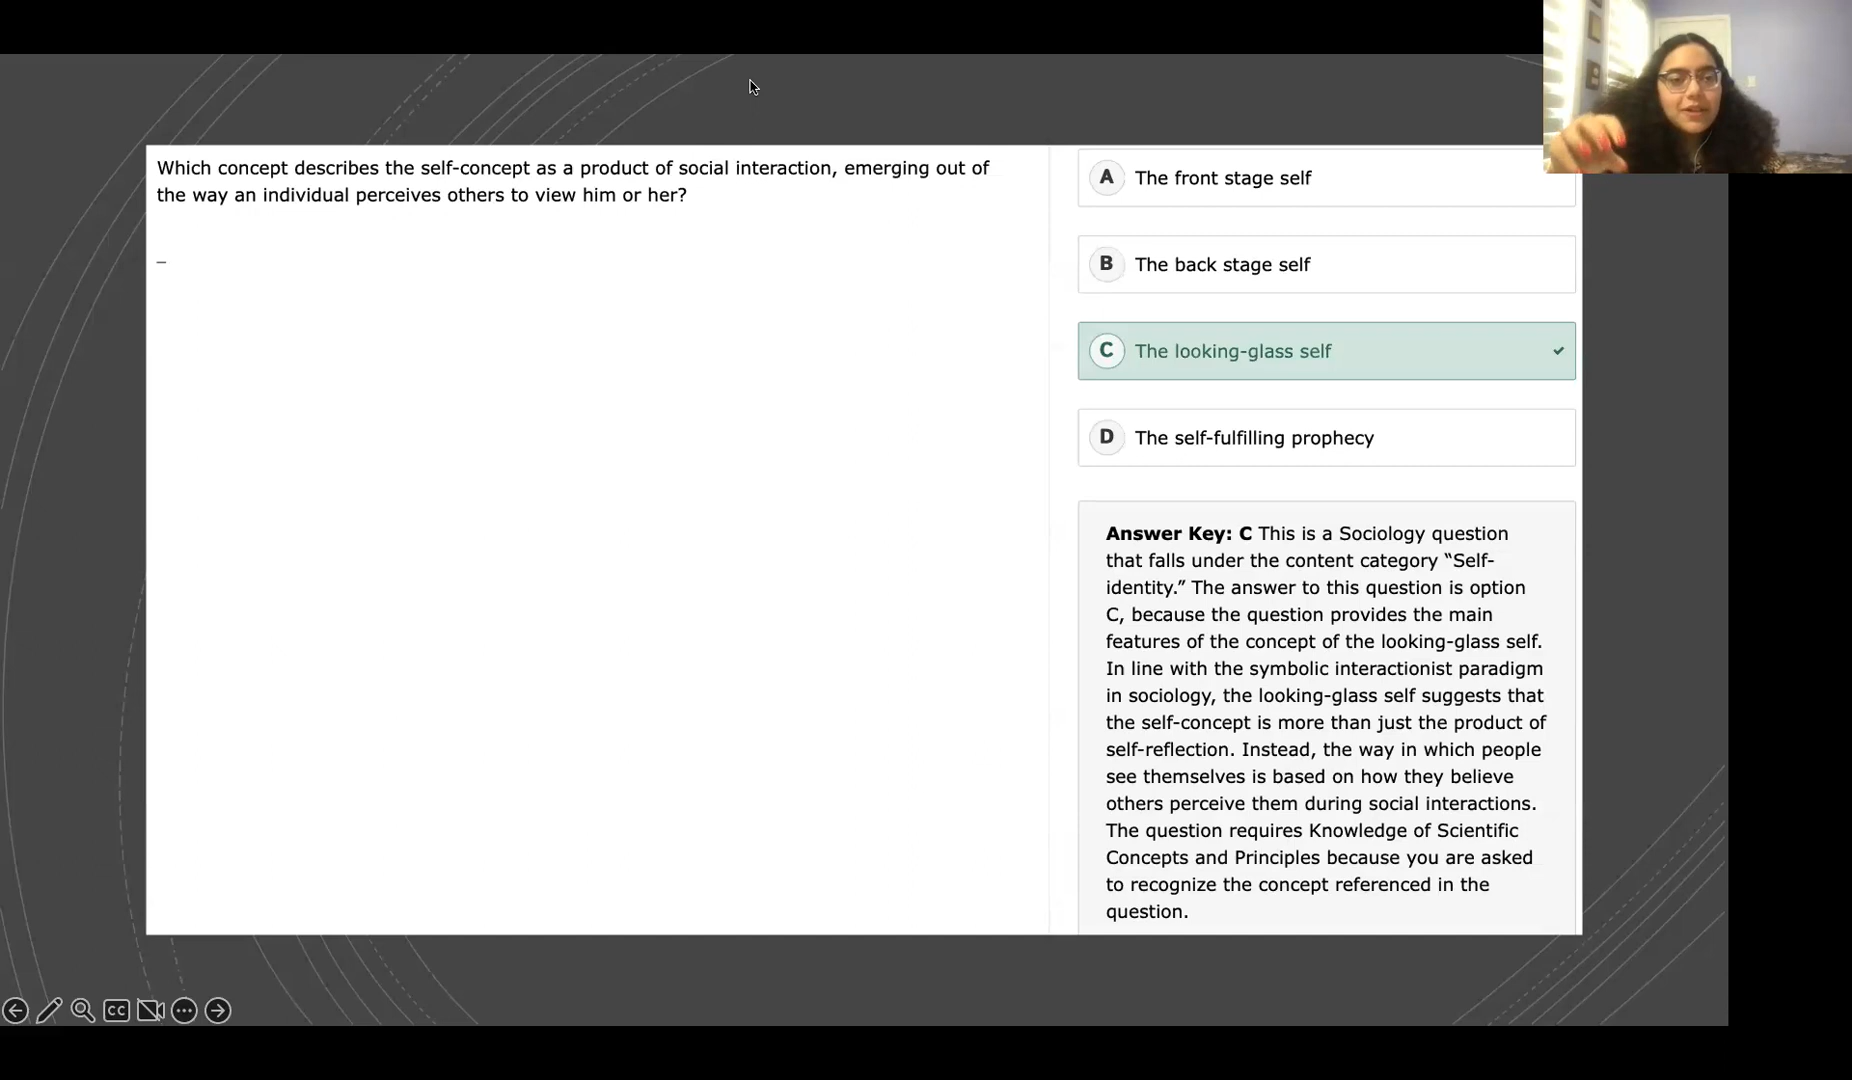 Which concept describes the self-concept as a product of social interaction, emerging out of
the way an individual perceives others to view him or her?
_
A The front stage self
B The back stage self
C The looking-glass self
D The self-fulfilling prophecy
Answer Key: C This is a Sociology question
that falls under the content category “Self-
identity.” The answer to this question is option
C, because the question provides the main
features of the concept of the looking-glass self.
In line with the symbolic interactionist paradigm
in sociology, the looking-glass self suggests that
the self-concept is more than just the product of
self-reflection. Instead, the way in which people
see themselves is based on how they believe
others perceive them during social interactions.
The question requires Knowledge of Scientific
Concepts and Principles because you are asked
to recognize the concept referenced in the
question.
CC